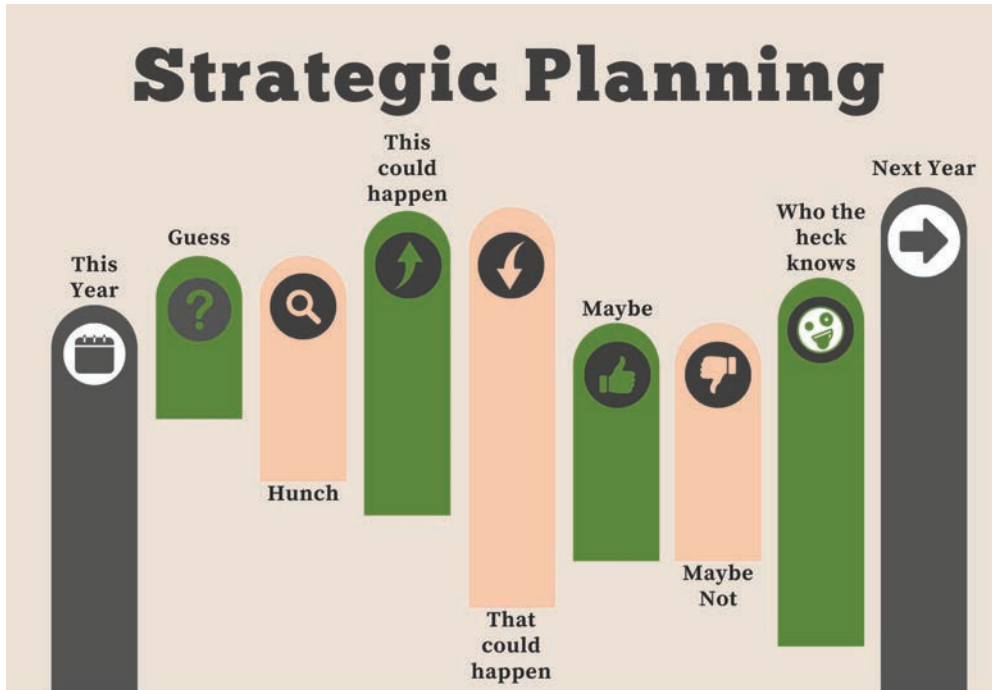 Strategic Planning
This
Year
Guess
Hunch
This
could
happen
That
could
happen
Maybe
Maybe
Not
Who the
heck
knows
Next Year